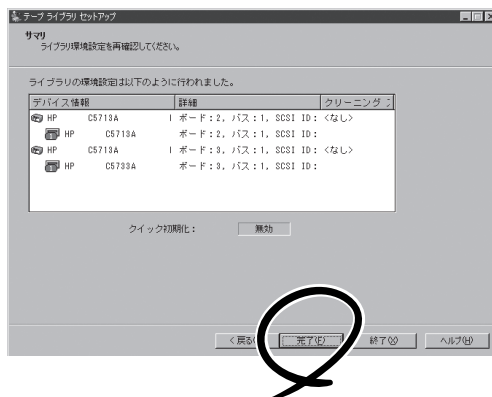 テープ ライブラリ セットアップ
サマリ
ライブラリ環境設定を再確認してください。
ライブラリの環境設定は以下のように行われました。
デバイス情報 詳細 クリーニング
HP C5713A ボード:2, バス:1, SCSI ID: <なし>
HP C5713A ボード:2, バス:1, SCSI ID:
HP C5713A ボード:3, バス:1, SCSI ID: <なし>
HP C5733A ボード:3, バス:1, SCSI ID:
クイック初期化: 無効
< 戻る 完了(F) 終了(X) ヘルプ(H)